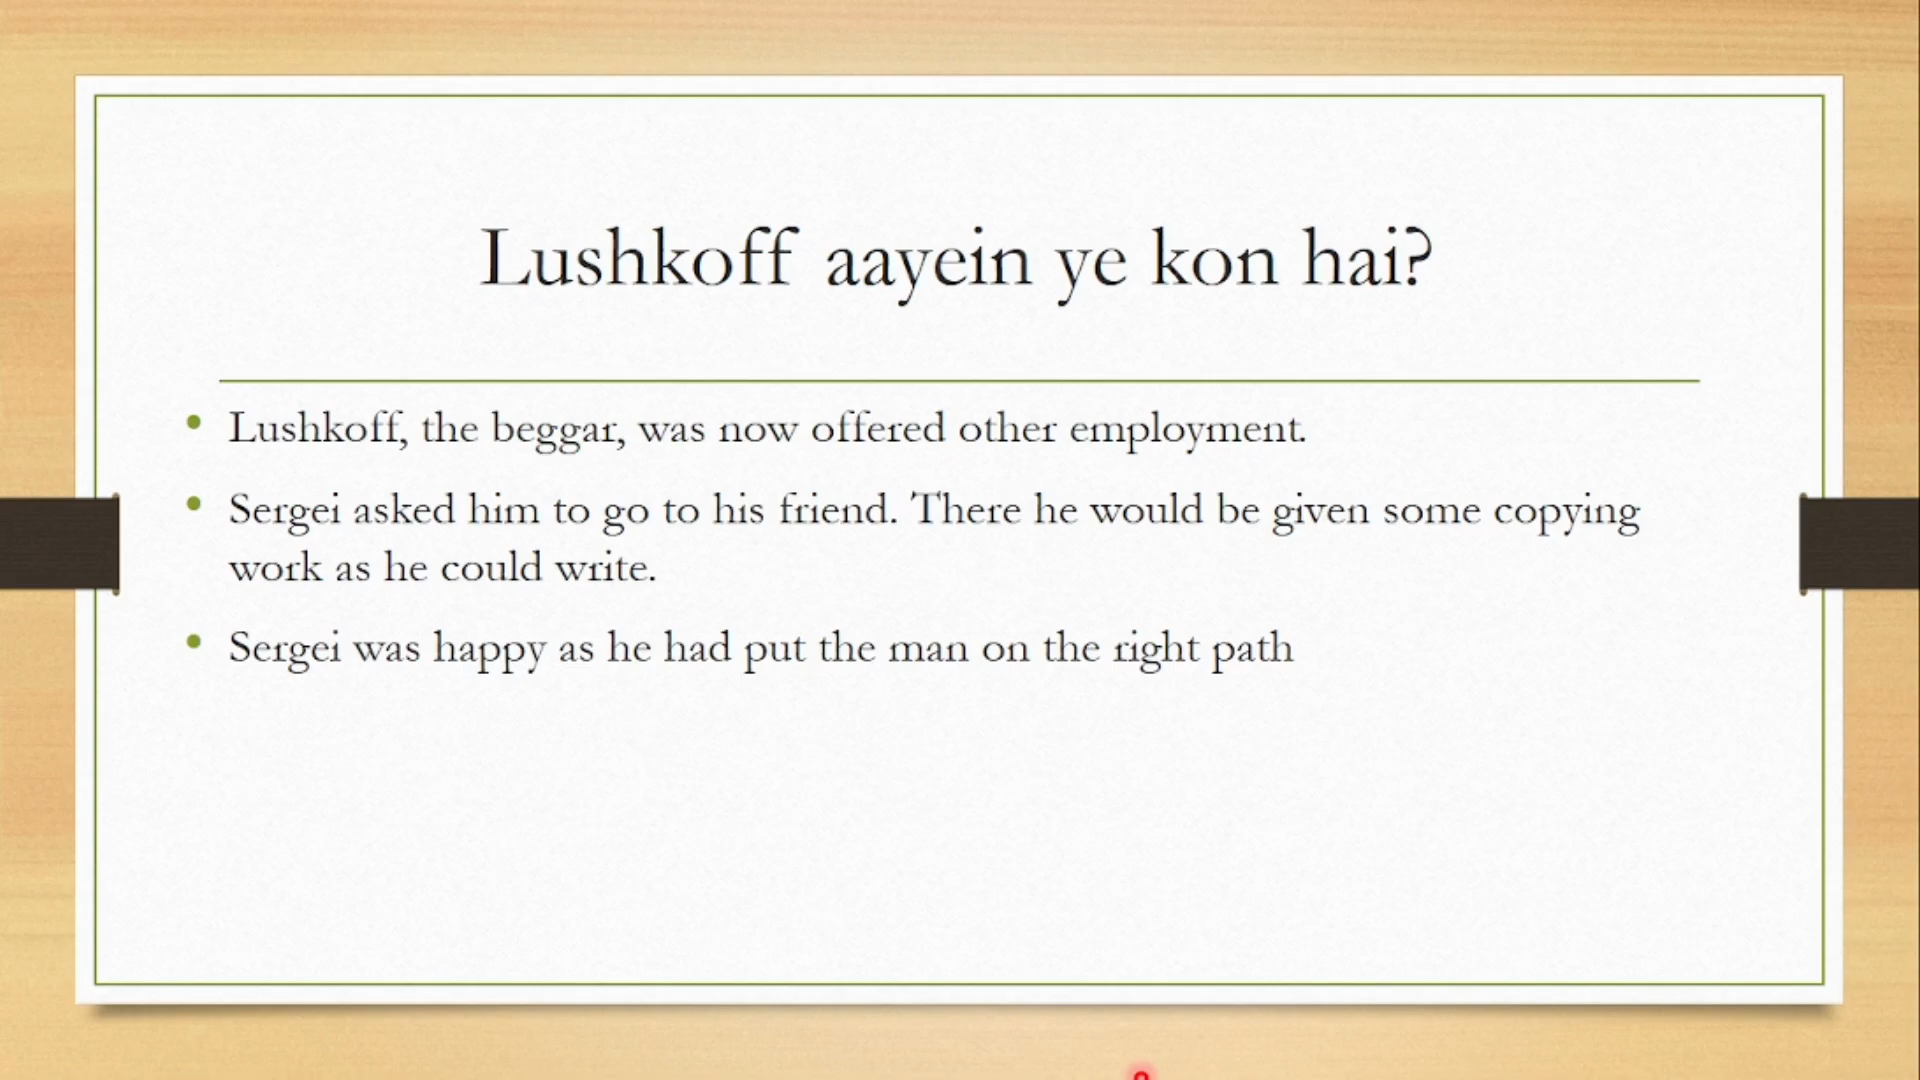 Lushkoff aayein ye kon hai?
• Lushkoff, the beggar, was now offered other employment.
• Sergei asked him to go to his friend. There he would be given some copying
work as he could write.
• Sergei was happy as he had put the man on the right path